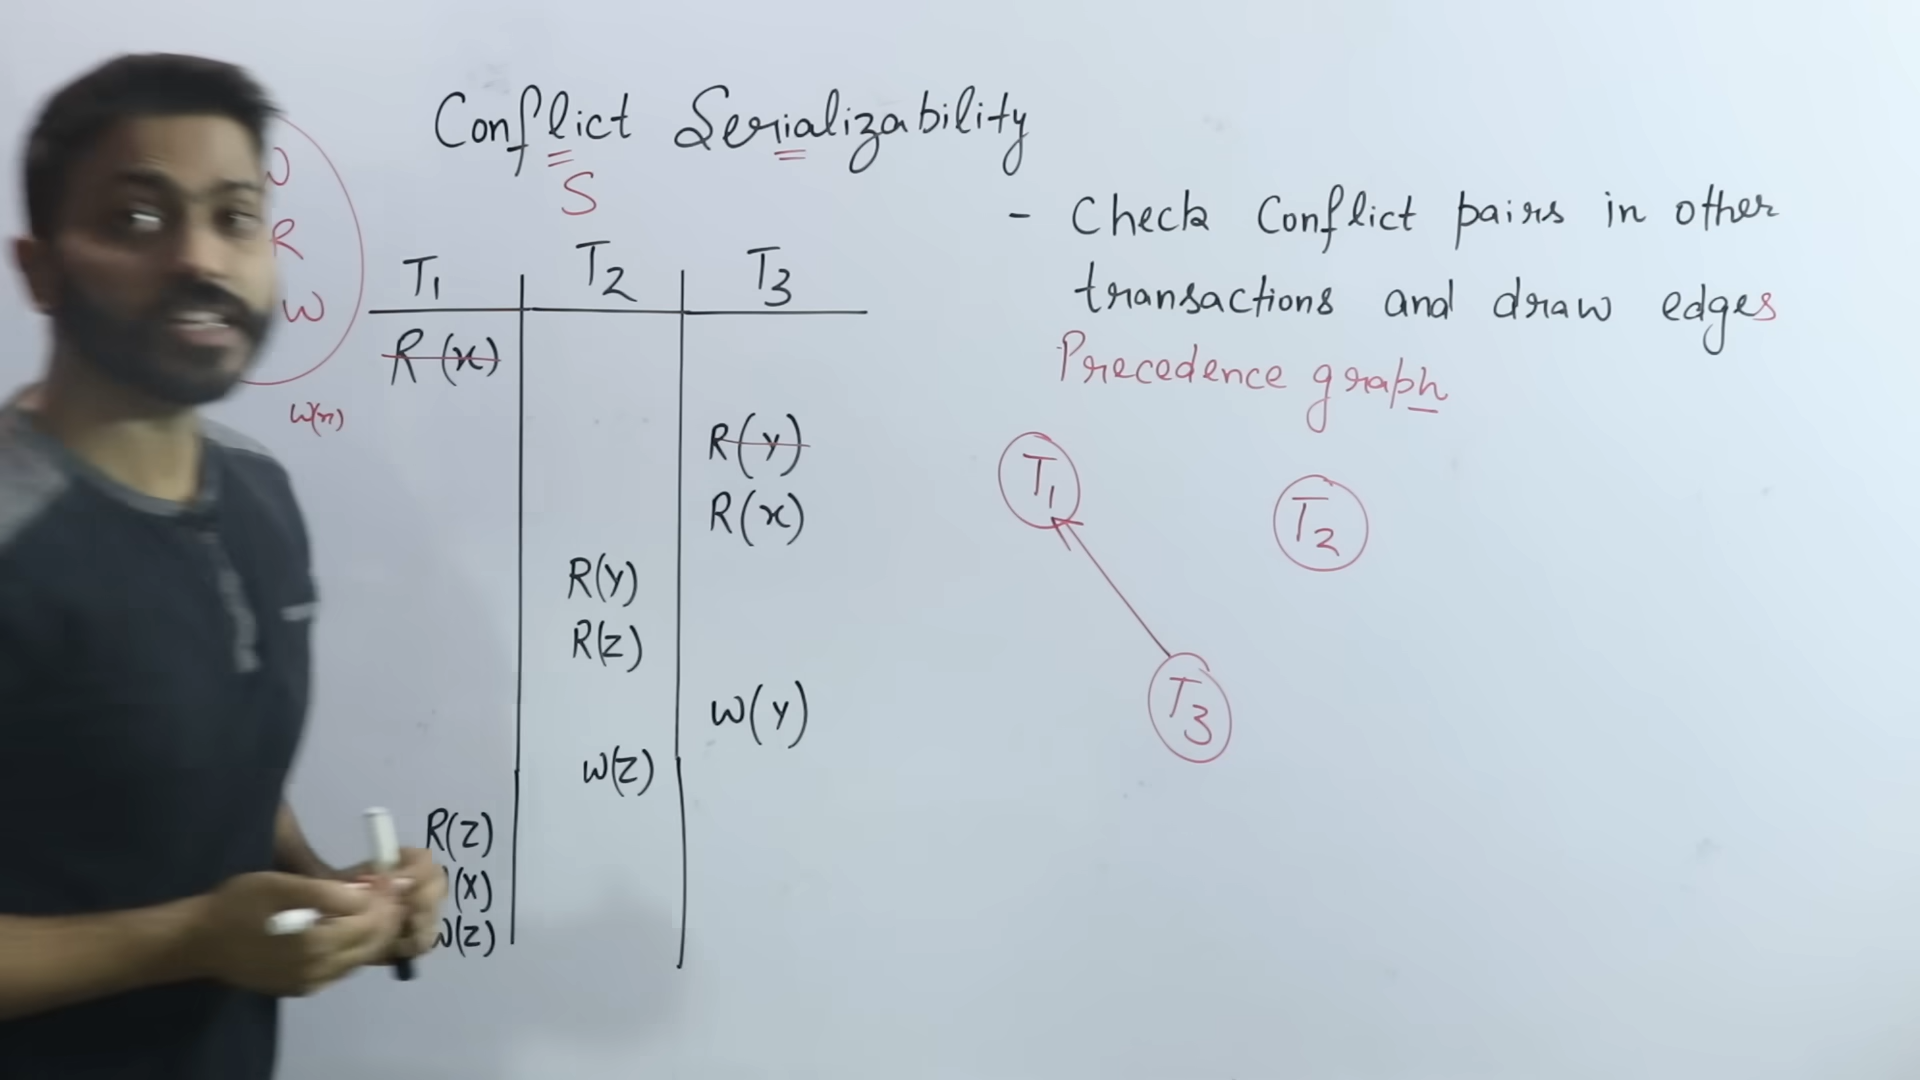 Conflict Serializability
S
R
W
W(x)
T1 T2 T3
R(x)
R(y)
R(x)
R(y)
R(z)
W(y)
W(z)
R(z)
(x)
W(z)
- Check Conflict pairs in other
transactions and draw edges
Precedence graph
T1
T2
T3